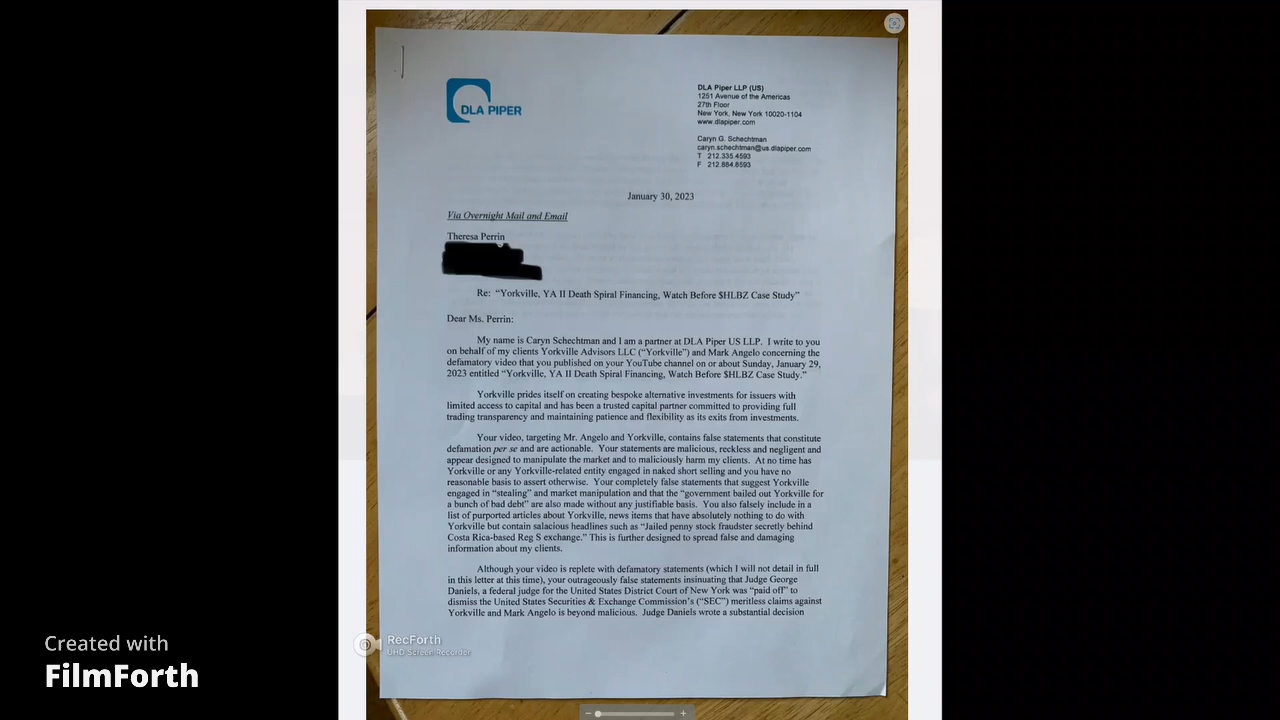 DLA PIPER
DLA Piper LLP (US)
1251 Avenue of the Americas
27th Floor
New York, New York 10020-1104
www.dlapiper.com
Caryn G. Schechtman
caryn.schechtman@us.dlapiper.com
T 212.335.4593
F 212.884.8593
January 30, 2023
Via Overnight Mail and Email
Theresa Perrin
Re: “Yorkville, YA II Death Spiral Financing, Watch Before $HLBZ Case Study”
Dear Ms. Perrin:
My name is Caryn Schechtman and I am a partner at DLA Piper US LLP. I write to you
on behalf of my clients Yorkville Advisors LLC (“Yorkville”) and Mark Angelo concerning the
defamatory video that you published on your YouTube channel on or about Sunday, January 29,
2023 entitled “Yorkville, YA II Death Spiral Financing, Watch Before $HLBZ Case Study.”
Yorkville prides itself on creating bespoke alternative investments for issuers with
limited access to capital and has been a trusted capital partner committed to providing full
trading transparency and maintaining patience and flexibility as its exits from investments.
Your video, targeting Mr. Angelo and Yorkville, contains false statements that constitute
defamation per se and are actionable. Your statements are malicious, reckless and negligent and
appear designed to manipulate the market and to maliciously harm my clients. At no time has
Yorkville or any Yorkville-related entity engaged in naked short selling and you have no
reasonable basis to assert otherwise. Your completely false statements that suggest Yorkville
engaged in “stealing” and market manipulation and that the “government bailed out Yorkville for
a bunch of bad debt” are also made without any justifiable basis. You also falsely include in a
list of purported articles about Yorkville, news items that have absolutely nothing to do with
Yorkville but contain salacious headlines such as “Jailed penny stock fraudster secretly behind
Costa Rica-based Reg S exchange.” This is further designed to spread false and damaging
information about my clients.
Although your video is replete with defamatory statements (which I will not detail in full
in this letter at this time), your outrageously false statements insinuating that Judge George
Daniels, a federal judge for the United States District Court of New York was “paid off” to
dismiss the United States Securities & Exchange Commission’s (“SEC”) meritless claims against
Yorkville and Mark Angelo is beyond malicious. Judge Daniels wrote a substantial decision
RecForth
UHD Screen Recorder
Created with
FilmForth